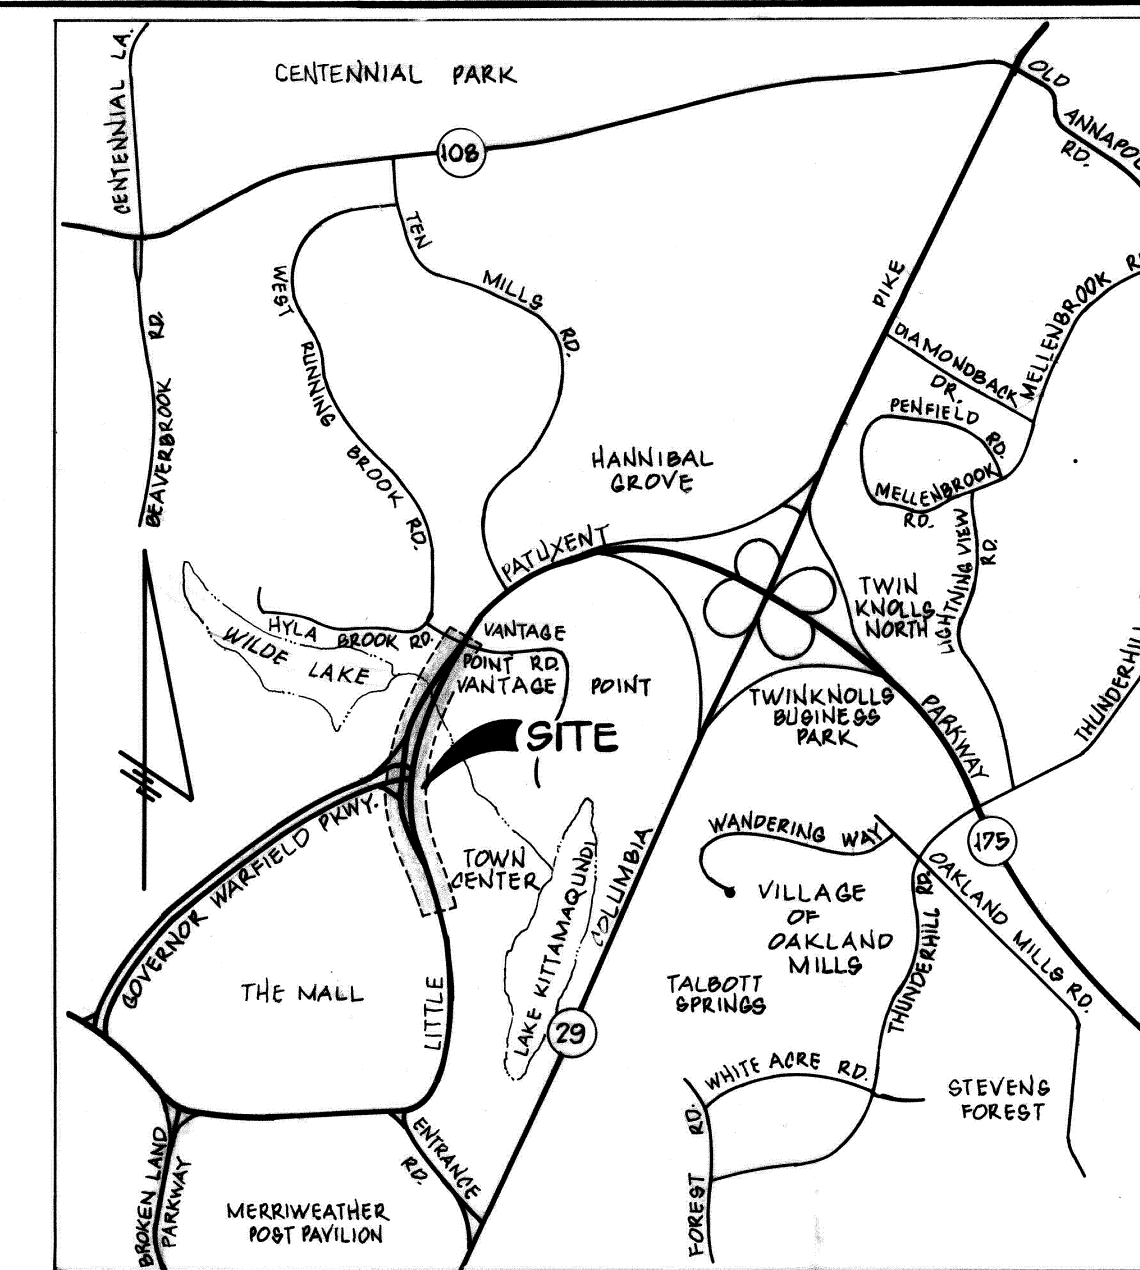 CENTENNIAL LA.
CENTENNIAL PARK
OLD
ANNAPO
RD.
108
TEN
MILLS
RD.
WEST
RUNNING
BROOK
RD.
BEAVERBROOK RD.
PIKE
MELLENBROOK R
DIAMONDBACK
DR.
PENFIELD
RD.
MELLENBROOK
RD.
HANNIBAL
GROVE
PATUXENT
LIGHTNING VIEW
RD.
TWIN
KNOLLS
NORTH
THUNDERHILL
HYLA BROOK RD.
WILDE LAKE
VANTAGE
POINT RD.
VANTAGE POINT
SITE
TWINKNOLLS
BUSINESS
PARK
PARKWAY
GOVERNOR WARFIELD PKWY.
TOWN
CENTER
LAKE KITTAMAQUNDI
COLUMBIA
WANDERING WAY
175
VILLAGE
OF
OAKLAND
MILLS
OAKLAND MILLS RD.
THUNDERHILL RD.
THE MALL
LITTLE
TALBOTT
SPRINGS
29
WHITE ACRE RD.
STEVENS
FOREST
FOREST RD.
ENTRANCE
RD.
BROKEN LAND
PARKWAY
MERRIWEATHER
POST PAVILION